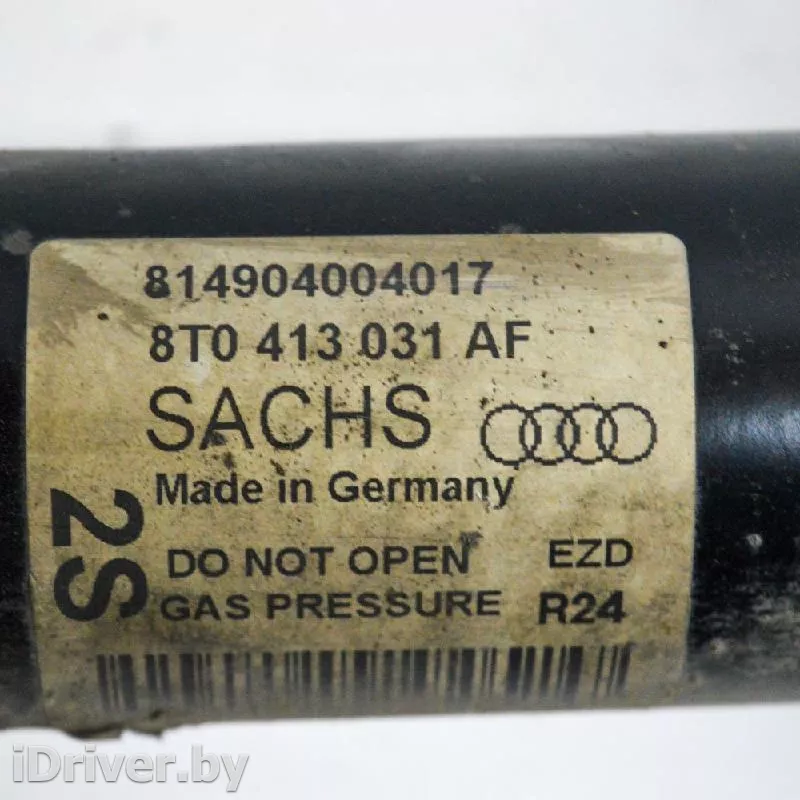 814904004017
8T0 413 031 AF
SACHS
Made in Germany
2S
DO NOT OPEN EZD
GAS PRESSURE R24
iDriver.by